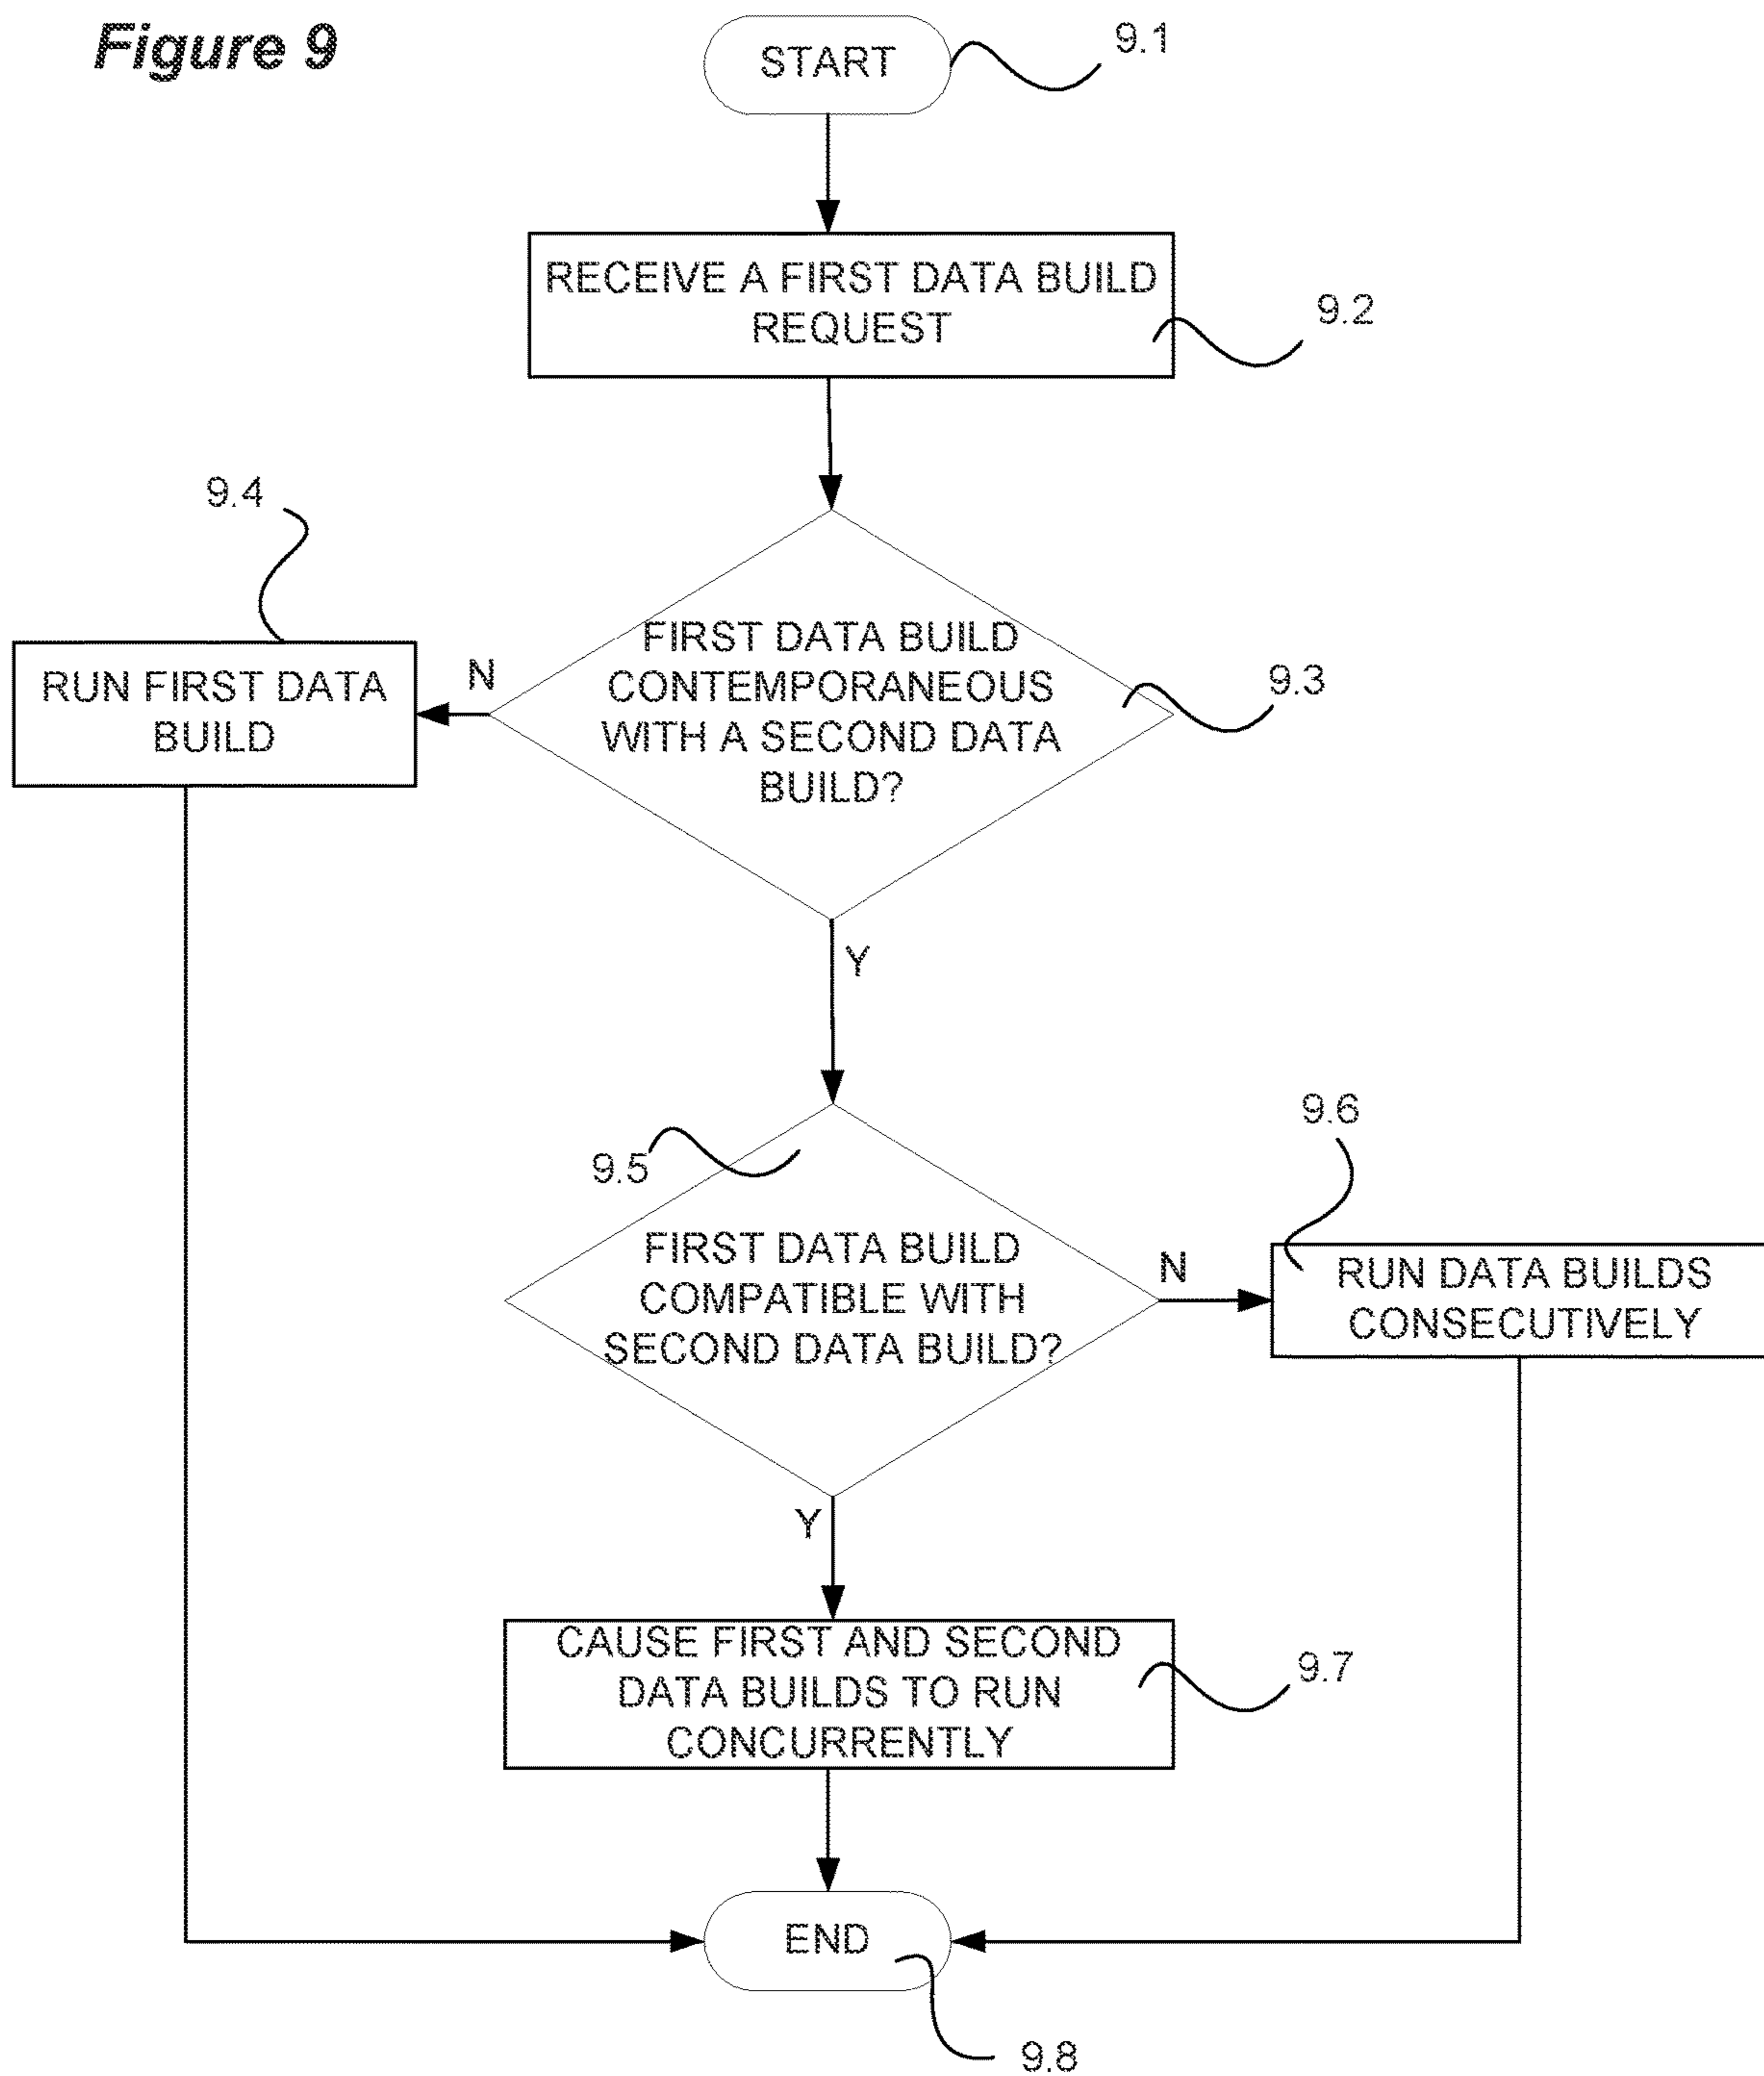 Figure 9
START
9.1
RECEIVE A FIRST DATA BUILD
REQUEST
9.2
9.4
RUN FIRST DATA
BUILD
N
FIRST DATA BUILD
CONTEMPORANEOUS
WITH A SECOND DATA
BUILD?
9.3
Y
9.5
FIRST DATA BUILD
COMPATIBLE WITH
SECOND DATA BUILD?
N
9.6
RUN DATA BUILDS
CONSECUTIVELY
Y
CAUSE FIRST AND SECOND
DATA BUILDS TO RUN
CONCURRENTLY
9.7
END
9.8